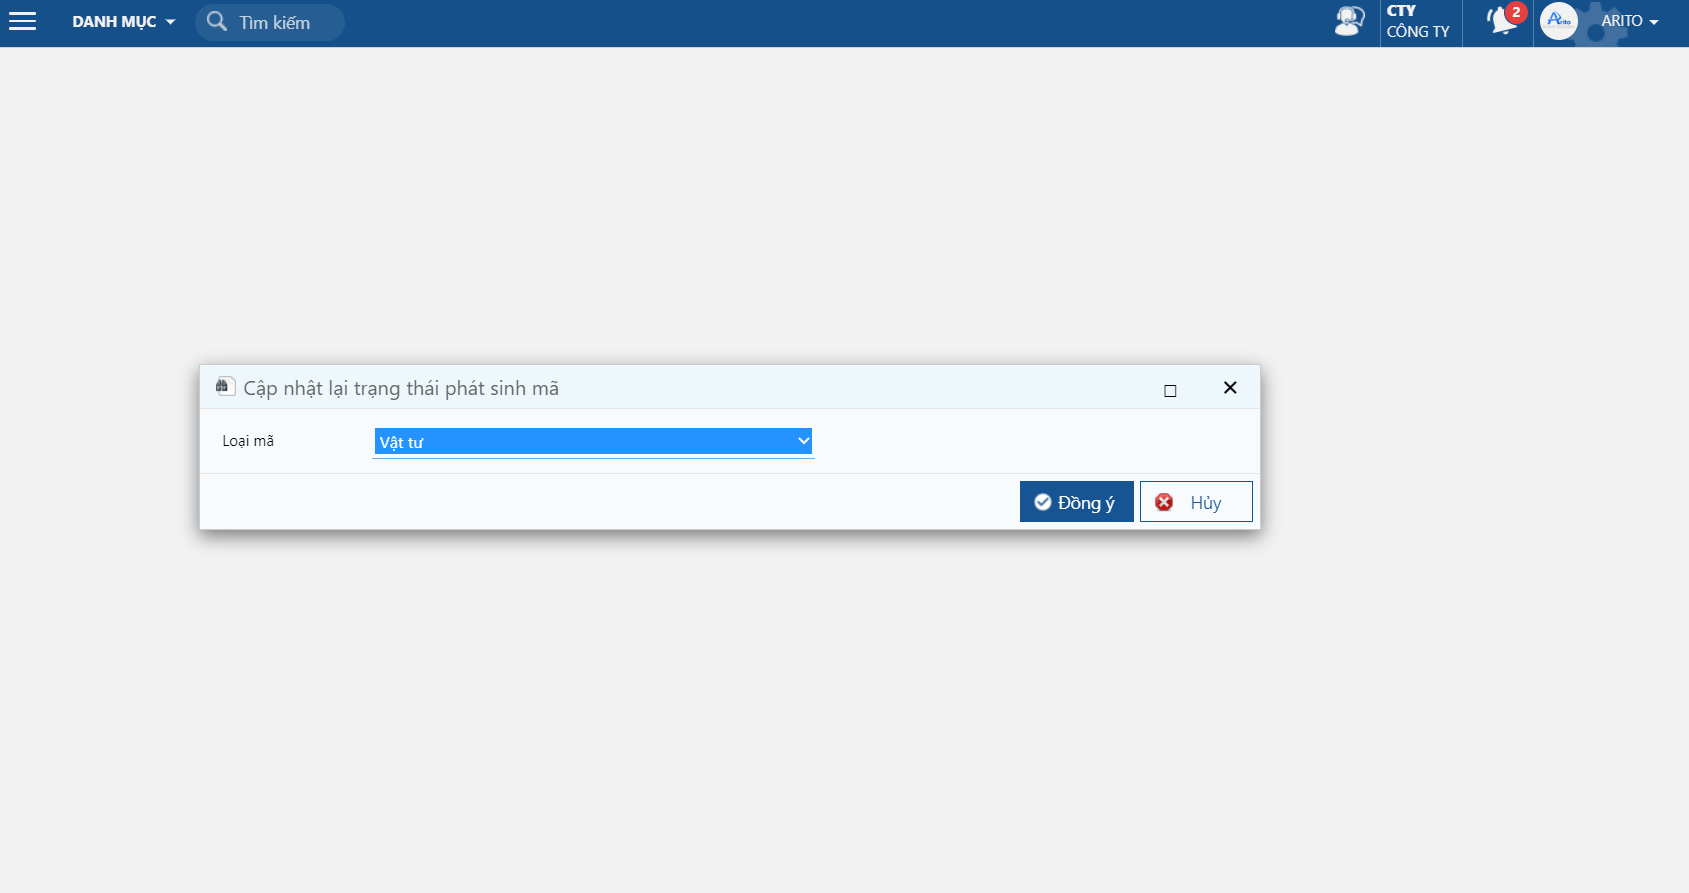 DANH MỤC
Tìm kiếm
CTY
CÔNG TY
2
Arito
ARITO
Cập nhật lại trạng thái phát sinh mã
Loại mã
Vật tư
Đồng ý
Hủy